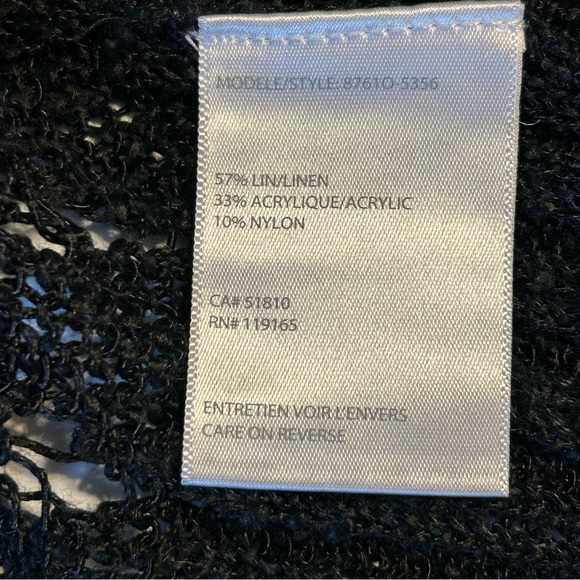 MODELE/STYLE: 8761O-5356
57% LIN/LINEN
33% ACRYLIQUE/ACRYLIC
10% NYLON
CA# 51810
RN# 119165
ENTRETIEN VOIR L'ENVERS
CARE ON REVERSE